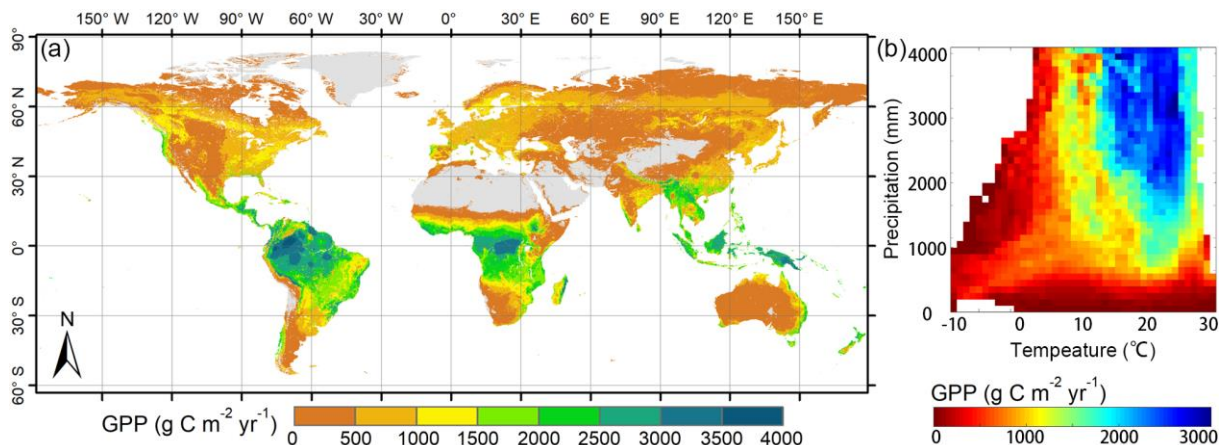 150° W 120° W 90° W 60° W 30° W 0° 30° E 60° E 90° E 120° E 150° E
90°
(a)
60° N
30° N
0°
30° S
60° S
N
GPP (g C m⁻² yr⁻¹)
0 500 1000 1500 2000 2500 3000 3500 4000
(b)
Precipitation (mm)
4000
3000
2000
1000
0
-10 0 10 20 30
Tempeature (℃)
GPP (g C m⁻² yr⁻¹)
0 1000 2000 3000